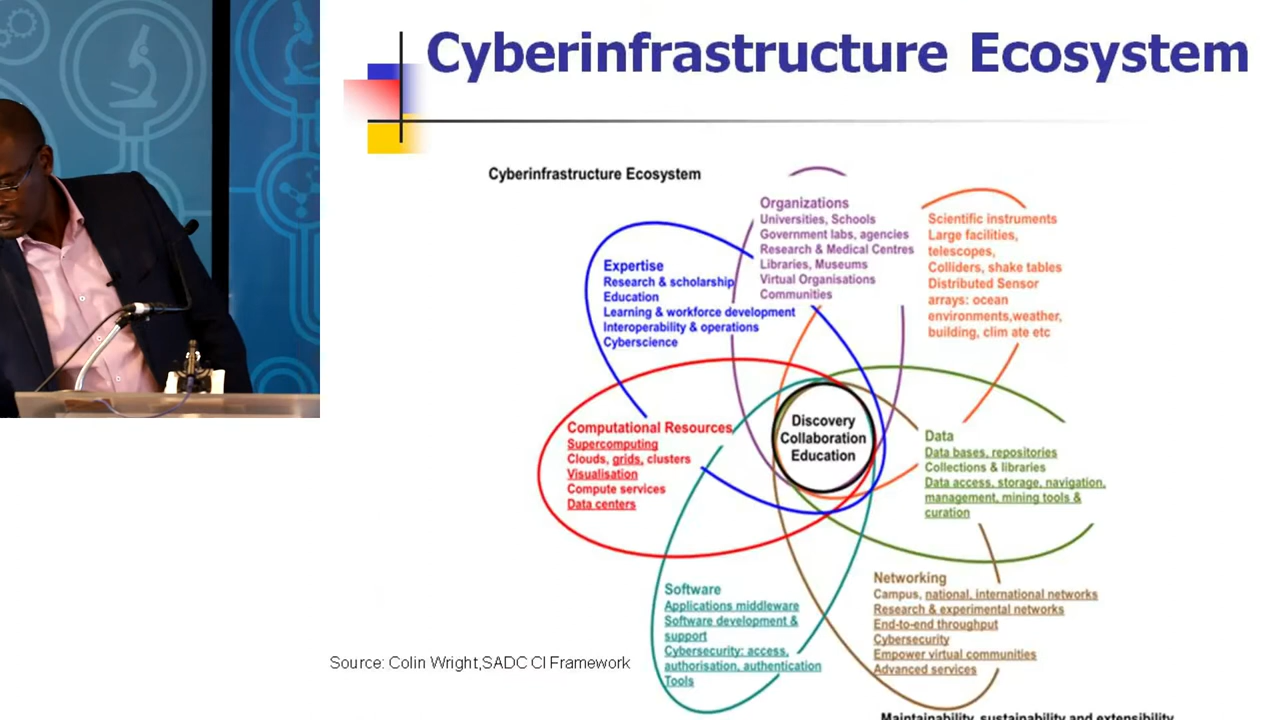 Cyberinfrastructure Ecosystem
Cyberinfrastructure Ecosystem
Organizations
Universities, Schools
Government labs, agencies
Research & Medical Centres
Libraries, Museums
Virtual Organisations
Communities
Scientific instruments
Large facilities,
telescopes,
Colliders, shake tables
Distributed Sensor
arrays: ocean
environments,weather,
building, clim ate etc
Expertise
Research & scholarship
Education
Learning & workforce development
Interoperability & operations
Cyberscience
Discovery
Collaboration
Education
Computational Resources
Supercomputing
Clouds, grids, clusters
Visualisation
Compute services
Data centers
Data
Data bases, repositories
Collections & libraries
Data access, storage, navigation,
management, mining tools &
curation
Software
Applications middleware
Software development &
support
Cybersecurity: access,
authorisation, authentication
Tools
Networking
Campus, national, international networks
Research & experimental networks
End-to-end throughput
Cybersecurity
Empower virtual communities
Advanced services
Source: Colin Wright,SADC CI Framework
Maintainability, sustainability and extensibility